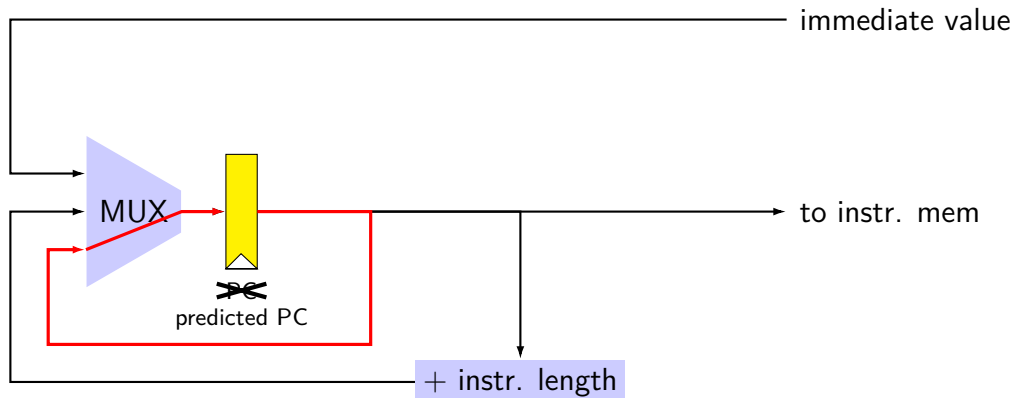 immediate value
MUX
to instr. mem
PC
predicted PC
+ instr. length